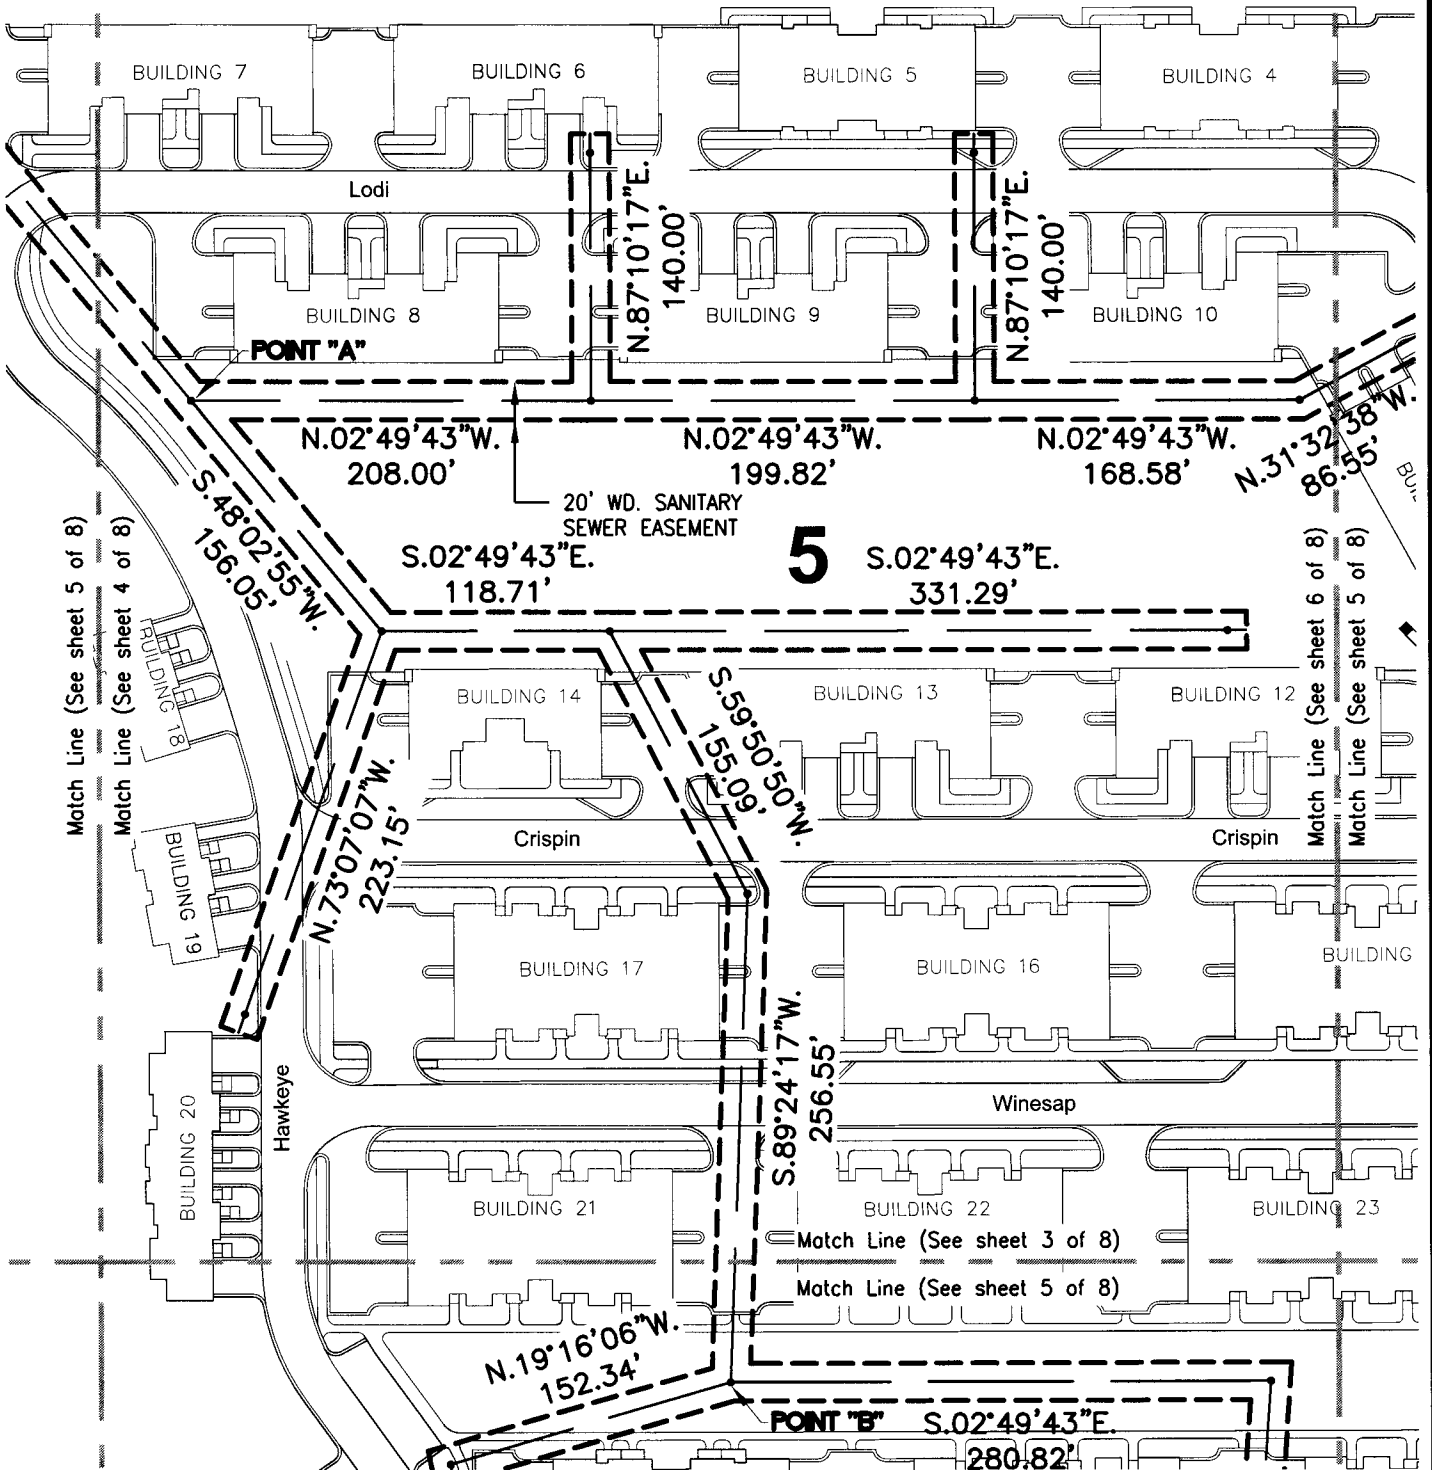 BUILDING 7
BUILDING 6
BUILDING 5
BUILDING 4
Lodi
N.87°10'17"E.
140.00'
N.87°10'17"E.
140.00'
BUILDING 8
BUILDING 9
BUILDING 10
POINT "A"
N.02°49'43"W.
208.00'
N.02°49'43"W.
199.82'
N.02°49'43"W.
168.58'
N.31°32'38"W.
86.55'
20' WD. SANITARY
SEWER EASEMENT
S.48°02'55"W.
156.05'
5
S.02°49'43"E.
118.71'
S.02°49'43"E.
331.29'
Match Line (See sheet 5 of 8)
Match Line (See sheet 4 of 8)
Match Line (See sheet 6 of 8)
Match Line (See sheet 5 of 8)
BUILDING 18
BUILDING 14
BUILDING 13
BUILDING 12
S.59°50'50"W.
155.09'
N.73°07'07"W.
223.15'
Crispin
Crispin
BUILDING 19
BUILDING 17
BUILDING 16
BUILDING
S.89°24'17"W.
256.55'
Hawkeye
Winesap
BUILDING 20
BUILDING 21
BUILDING 22
BUILDING 23
Match Line (See sheet 3 of 8)
Match Line (See sheet 5 of 8)
N.19°16'06"W.
152.34'
POINT "B"
S.02°49'43"E.
280.82'